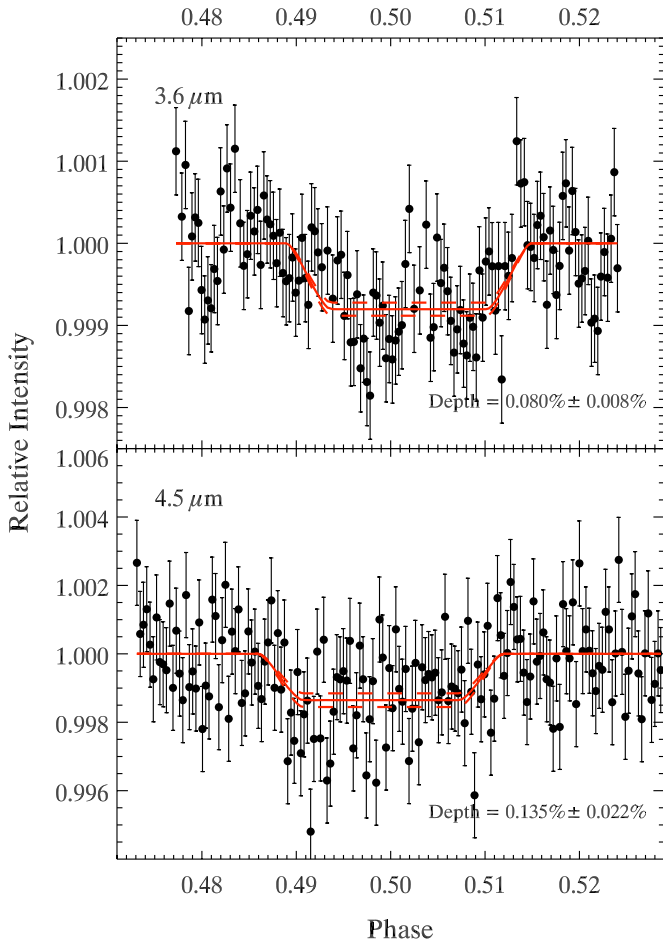 0.48 0.49 0.50 0.51 0.52
3.6 μm
1.002
1.001
1.000
0.999
0.998
Depth = 0.080%± 0.008%
Relative Intensity
4.5 μm
1.006
1.004
1.002
1.000
0.998
0.996
Depth = 0.135%± 0.022%
0.48 0.49 0.50 0.51 0.52
Phase